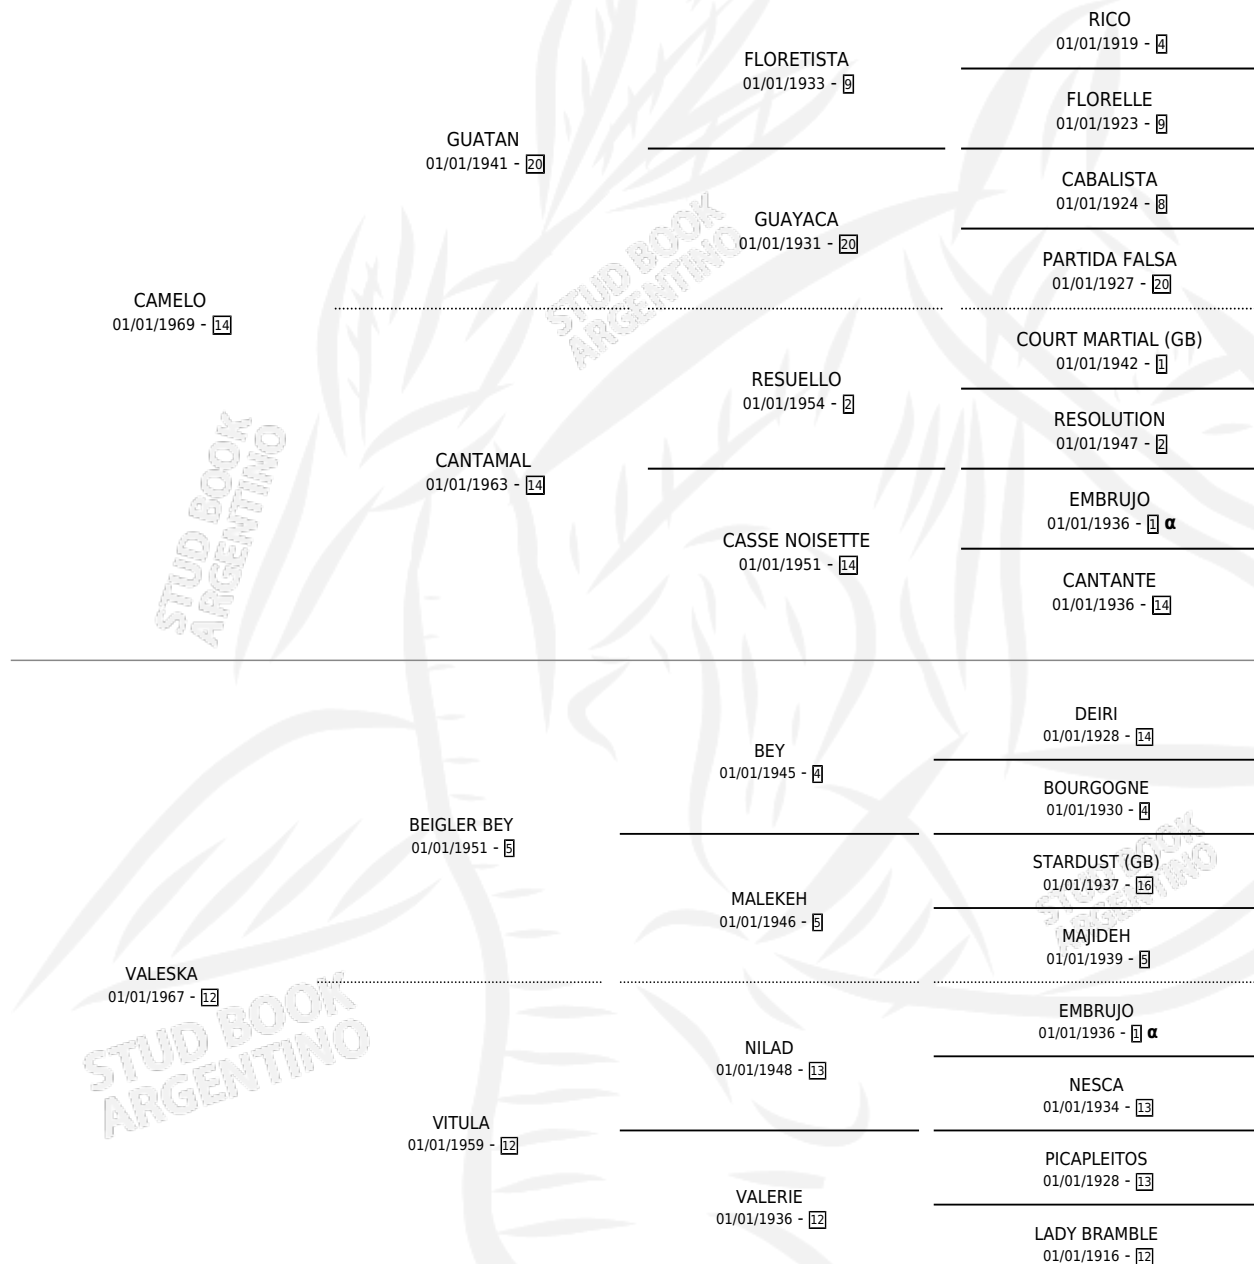 RICO
01/01/1919 - 4
FLORETISTA
01/01/1933 - 9
FLORELLE
01/01/1923 - 9
GUATAN
01/01/1941 - 20
CABALISTA
01/01/1924 - 8
GUAYACA
01/01/1931 - 20
PARTIDA FALSA
01/01/1927 - 20
CAMELO
01/01/1969 - 14
STUD BOOK
ARGENTINO
COURT MARTIAL (GB)
01/01/1942 - 1
RESUELLO
01/01/1954 - 2
RESOLUTION
01/01/1947 - 2
CANTAMAL
01/01/1963 - 14
EMBRUJO
01/01/1936 - 1 α
CASSE NOISETTE
01/01/1951 - 14
CANTANTE
01/01/1936 - 14
STUD BOOK
ARGENTINO
DEIRI
01/01/1928 - 14
BEY
01/01/1945 - 4
BOURGOGNE
01/01/1930 - 4
BEIGLER BEY
01/01/1951 - 5
STARDUST (GB)
01/01/1937 - 16
STUD BOOK
ARGENTINO
MALEKEH
01/01/1946 - 5
MAJIDEH
01/01/1939 - 5
VALESKA
01/01/1967 - 12
STUD BOOK
ARGENTINO
EMBRUJO
01/01/1936 - 1 α
NILAD
01/01/1948 - 13
NESCA
01/01/1934 - 13
VITULA
01/01/1959 - 12
PICAPLEITOS
01/01/1928 - 13
VALERIE
01/01/1936 - 12
LADY BRAMBLE
01/01/1916 - 12